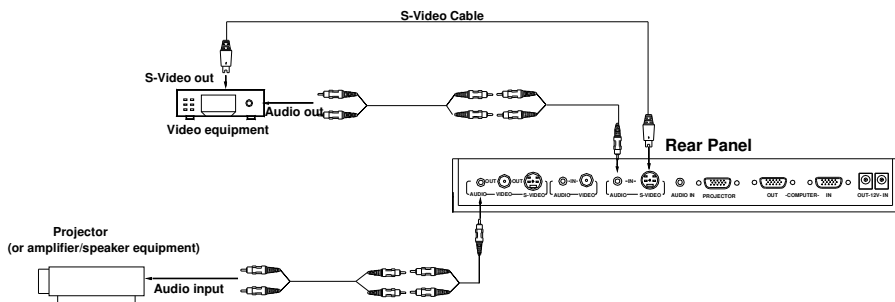 S-Video Cable
S-Video out
Audio out
Video equipment
Rear Panel
OUT OUT -IN- -IN-
AUDIO VIDEO S-VIDEO AUDIO VIDEO AUDIO S-VIDEO AUDIO IN PROJECTOR OUT -COMPUTER- IN OUT-12V- IN
Projector
(or amplifier/speaker equipment)
Audio input